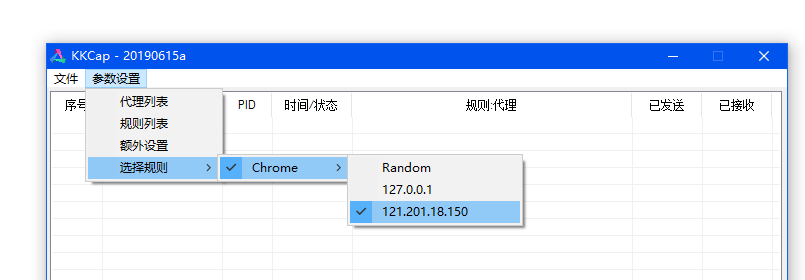 KKCap - 20190615a
文件 参数设置
序号 PID 时间/状态 规则:代理 已发送 已接收
代理列表
规则列表
额外设置
选择规则 Chrome Random
127.0.0.1
121.201.18.150